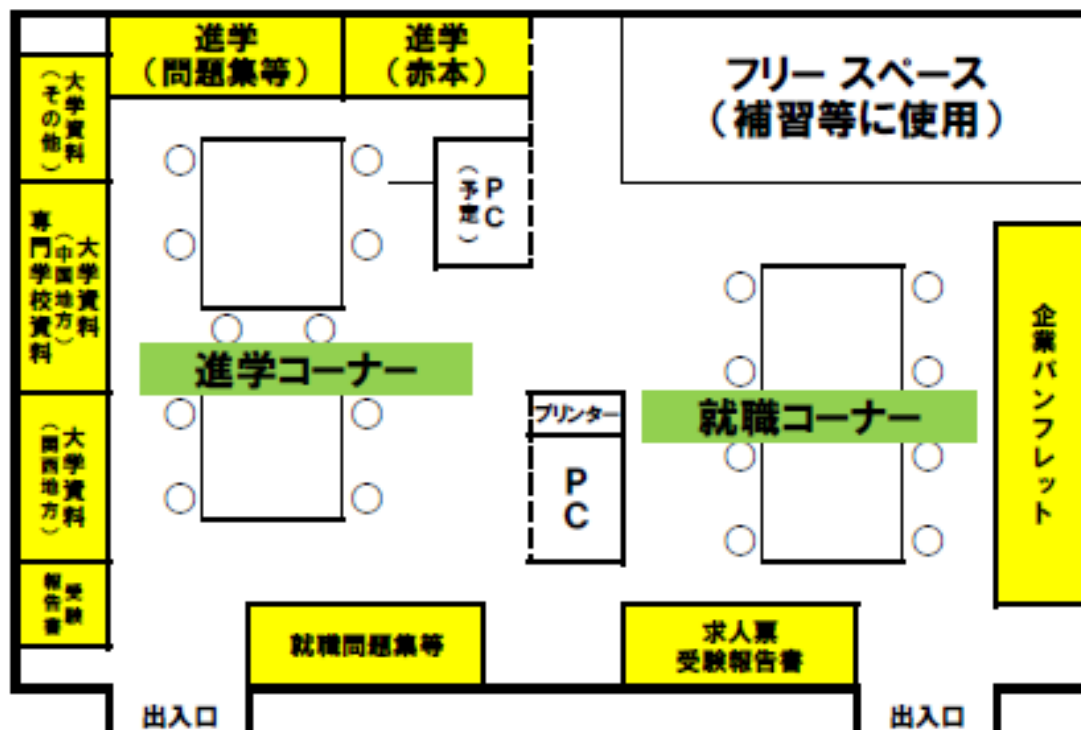 進学
（問題集等）
進学
（赤本）
フリー スペース
（補習等に使用）
大学資料
（その他）
PC
（予定）
大学資料
（中国地方）
専門学校資料
企業パンフレット
進学コーナー
プリンター
PC
就職コーナー
大学資料
（関西地方）
受験
報告書
就職問題集等
求人票
受験報告書
出入口
出入口